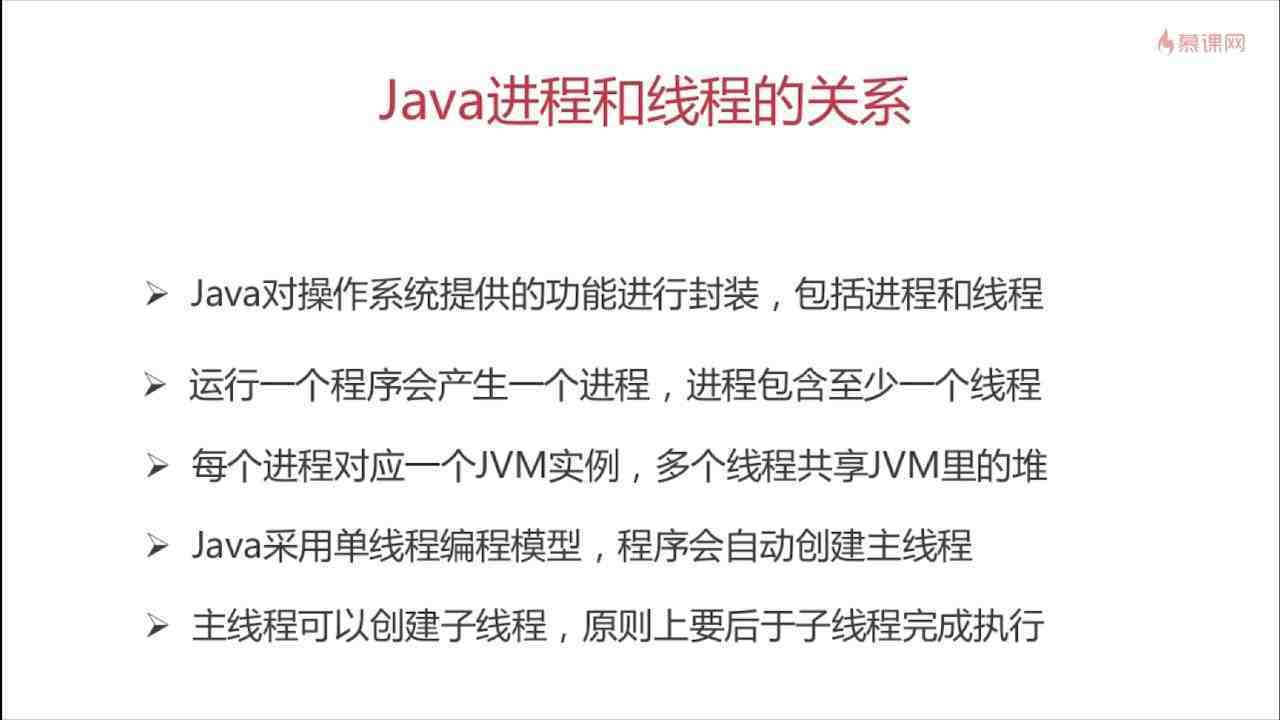 慕课网
Java进程和线程的关系
Java对操作系统提供的功能进行封装，包括进程和线程
运行一个程序会产生一个进程，进程包含至少一个线程
每个进程对应一个JVM实例，多个线程共享JVM里的堆
Java采用单线程编程模型，程序会自动创建主线程
主线程可以创建子线程，原则上要后于子线程完成执行